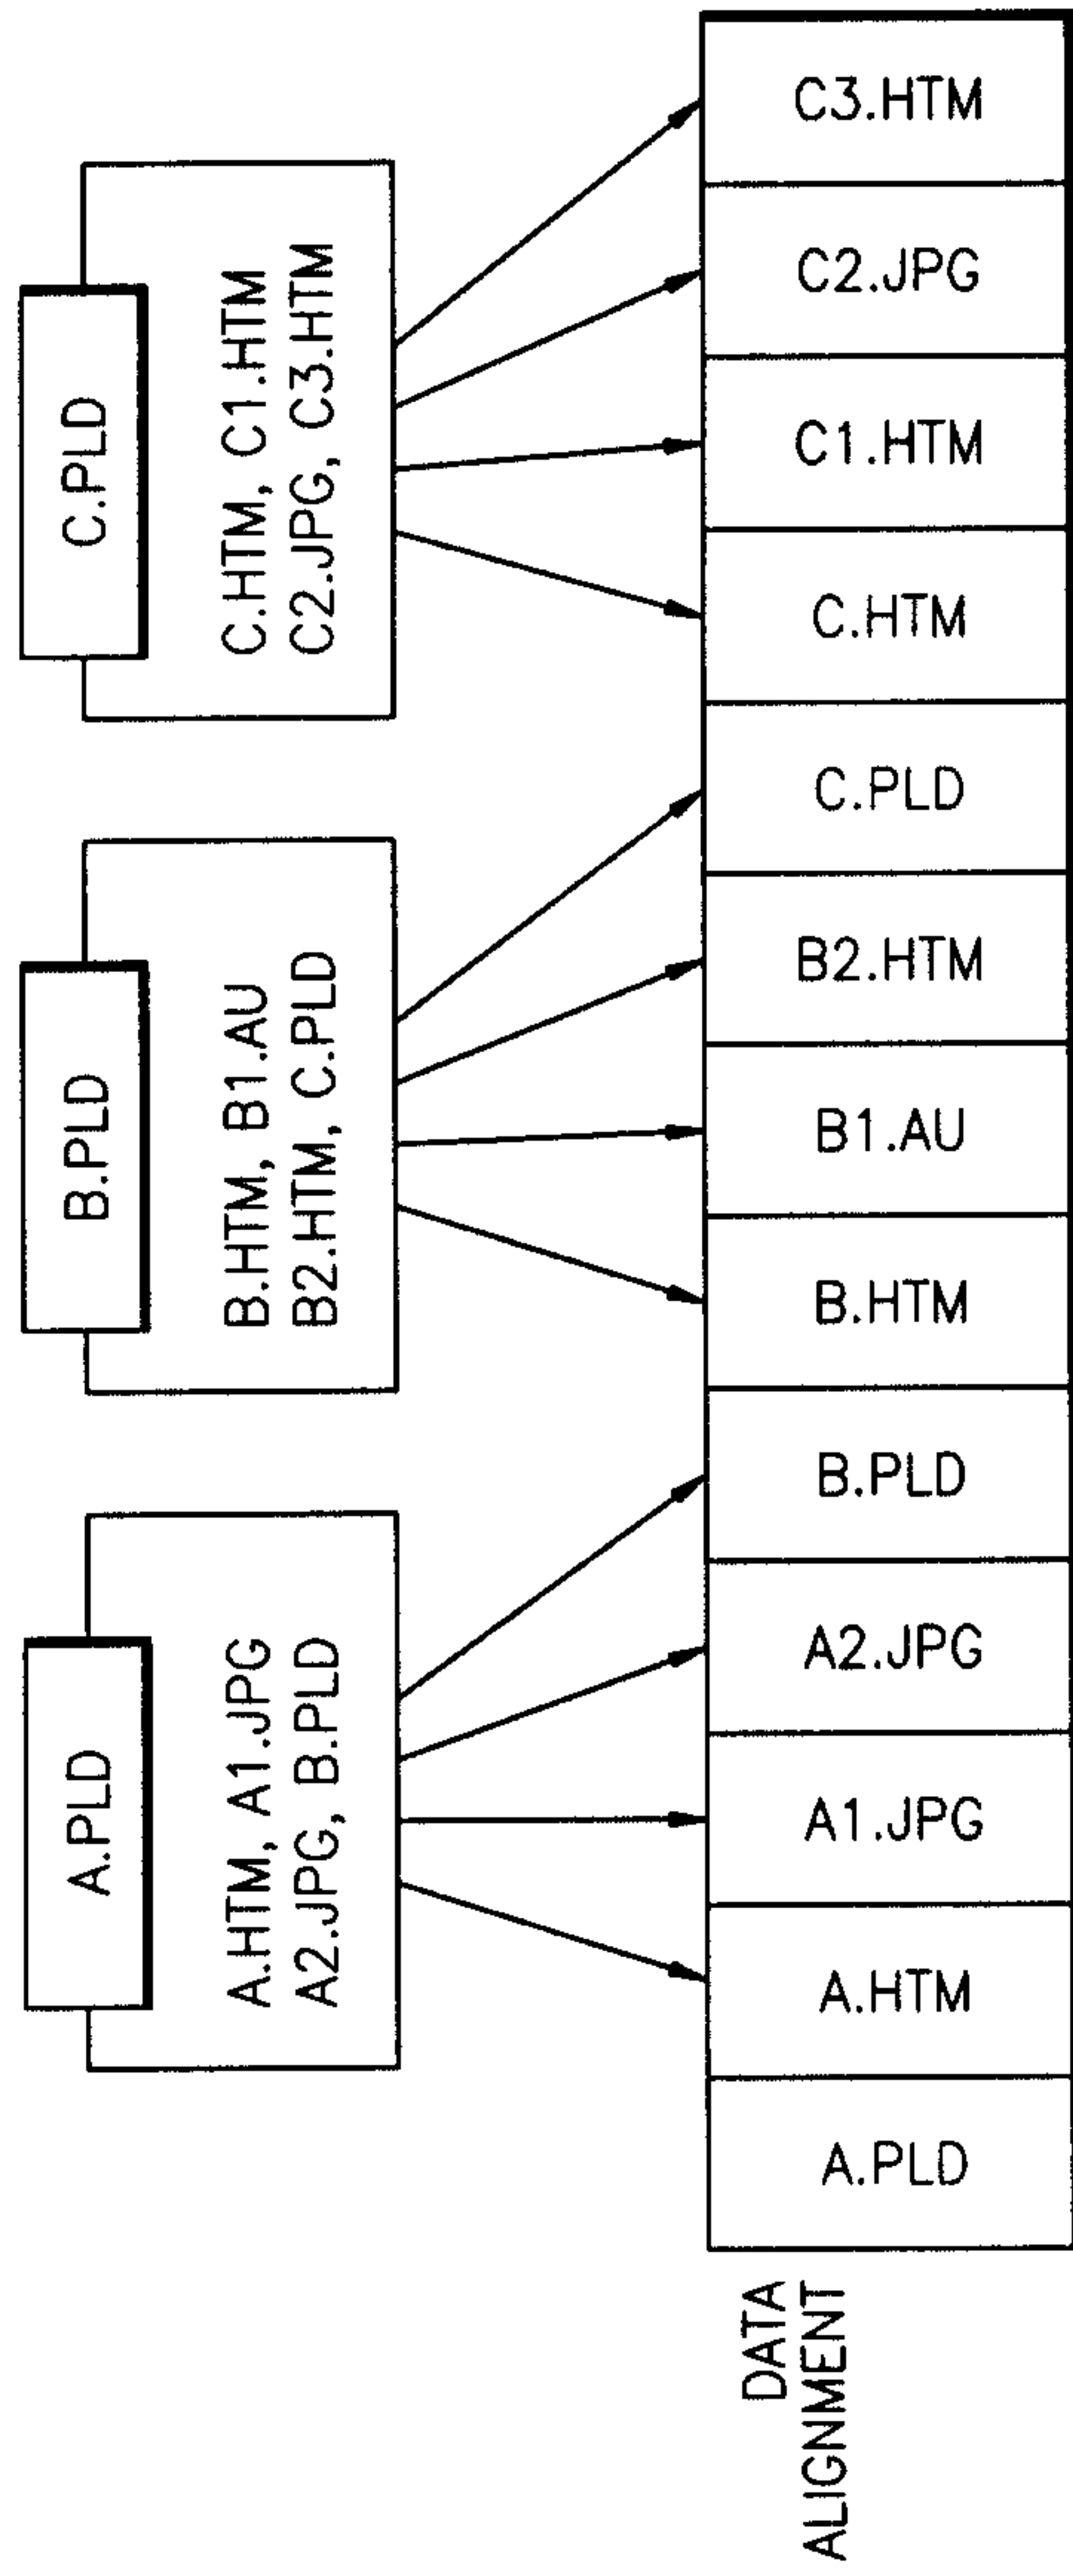 A.PLD
A.HTM, A1.JPG
A2.JPG, B.PLD
B.PLD
B.HTM, B1.AU
B2.HTM, C.PLD
C.PLD
C.HTM, C1.HTM
C2.JPG, C3.HTM
DATA
ALIGNMENT
A.PLD
A.HTM
A1.JPG
A2.JPG
B.PLD
B.HTM
B1.AU
B2.HTM
C.PLD
C.HTM
C1.HTM
C2.JPG
C3.HTM